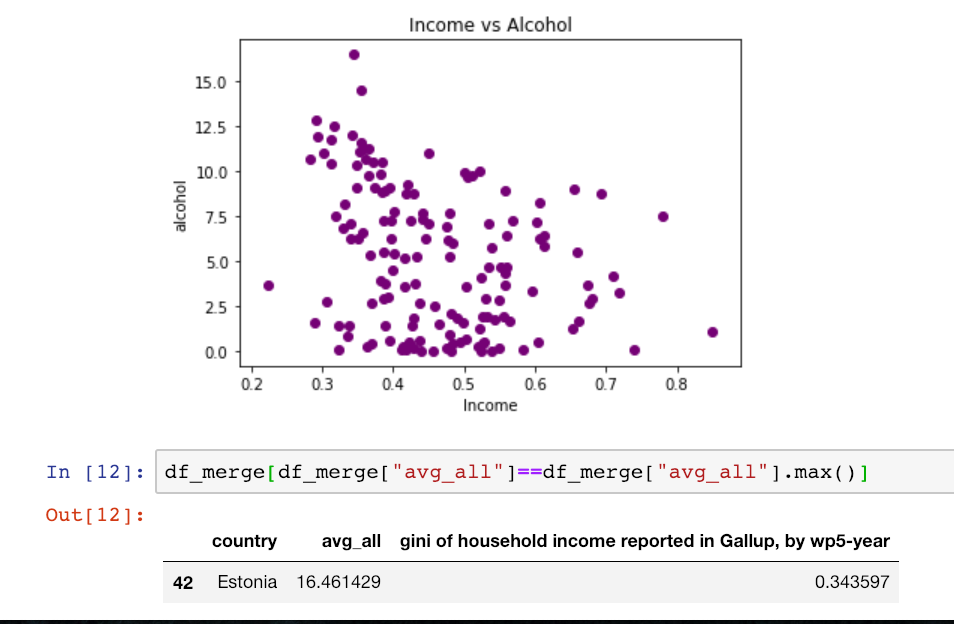 Income vs Alcohol
15.0
12.5
10.0
7.5
5.0
2.5
0.0
alcohol
0.2 0.3 0.4 0.5 0.6 0.7 0.8
Income
In [12]: df_merge[df_merge["avg_all"]==df_merge["avg_all"].max()]
Out[12]:
country avg_all gini of household income reported in Gallup, by wp5-year
42 Estonia 16.461429 0.343597